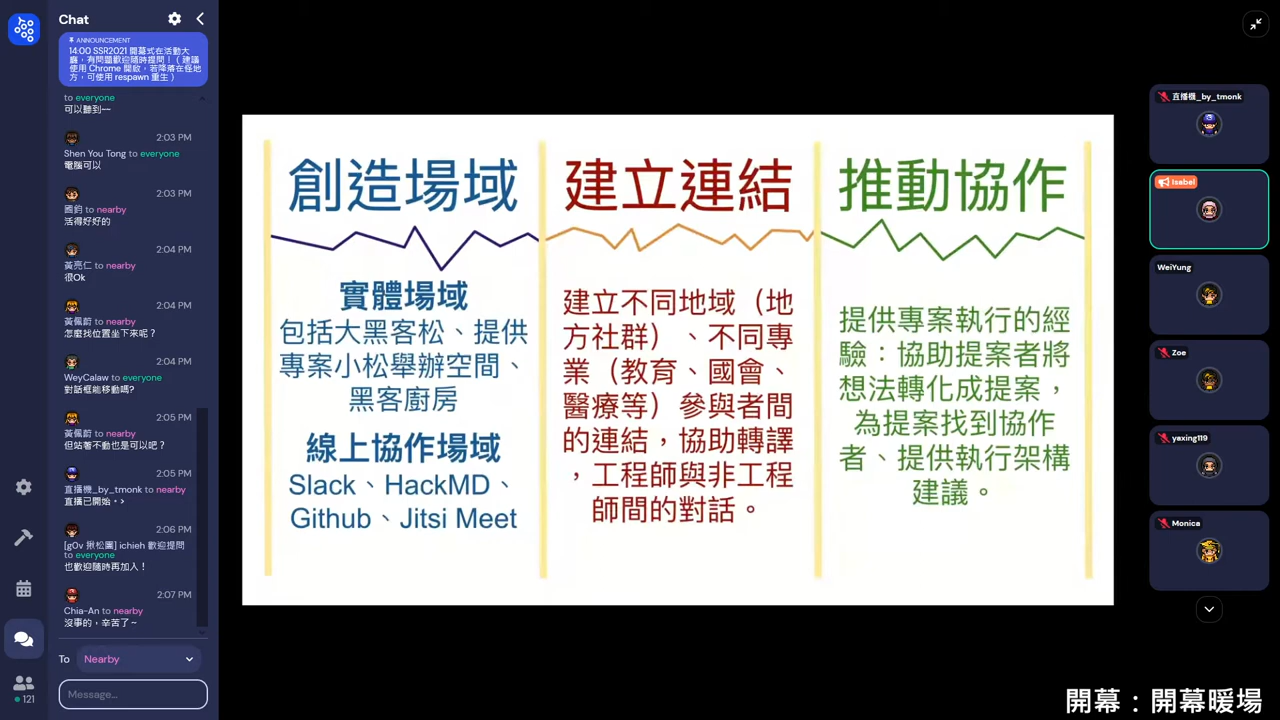 Chat
ANNOUNCEMENT
14:00 SSR2021 開幕式在活動大
廳，有問題歡迎隨時提問！（建議
使用 Chrome 開啟，若降落在怪地
方，可使用 respawn 重生）
to everyone
可以聽到~~
2:03 PM
Shen You Tong to everyone
電腦可以
2:03 PM
國鈞 to nearby
活得好好的
2:04 PM
黃亮仁 to nearby
很Ok
2:04 PM
黃佩蔚 to nearby
怎麼找位置坐下來呢？
2:04 PM
WeyCalaw to everyone
對話框能移動嗎?
2:05 PM
黃佩蔚 to nearby
但站著不動也是可以吧？
2:05 PM
直播機_by_tmonk to nearby
直播已開始・>
2:06 PM
[g0v 揪松團] ichieh 歡迎提問
to everyone
也歡迎隨時再加入！
2:07 PM
Chia-An to nearby
沒事的，辛苦了~
To Nearby
Message...
121
創造場域
實體場域
包括大黑客松、提供
專案小松舉辦空間、
黑客廚房
線上協作場域
Slack、HackMD、
Github、Jitsi Meet
建立連結
建立不同地域（地
方社群）、不同專
業（教育、國會、
醫療等）參與者間
的連結，協助轉譯
，工程師與非工程
師間的對話。
推動協作
提供專案執行的經
驗：協助提案者將
想法轉化成提案，
為提案找到協作
者、提供執行架構
建議。
直播機_by_tmonk
Isabel
WeiYung
Zoe
yaxing119
Monica
開幕：開幕暖場